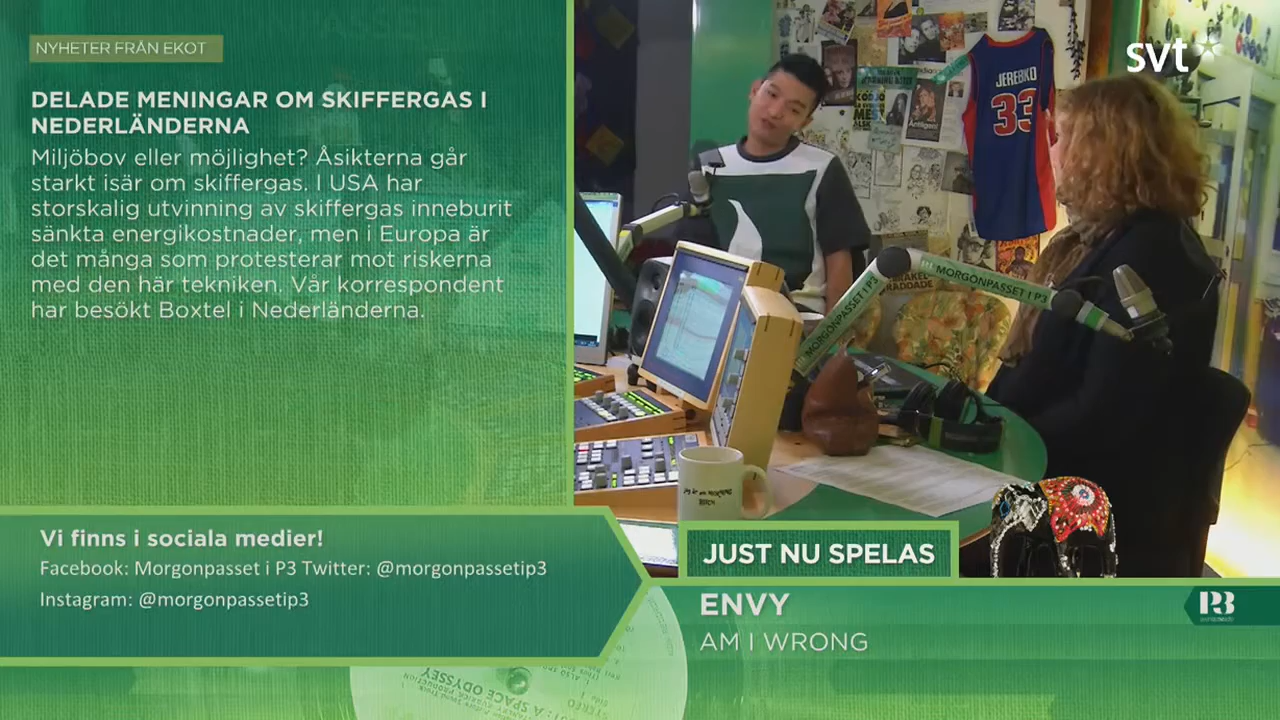 NYHETER FRÅN EKOT
DELADE MENINGAR OM SKIFFERGAS I
NEDERLÄNDERNA
Miljöbov eller möjlighet? Åsikterna går
starkt isär om skiffergas. I USA har
storskalig utvinning av skiffergas inneburit
sänkta energikostnader, men i Europa är
det många som protesterar mot riskerna
med den här tekniken. Vår korrespondent
har besökt Boxtel i Nederländerna.
svt
JEREBKO
33
MORGONPASSET I P3
MORGONPASSET I P3
Vi finns i sociala medier!
Facebook: Morgonpasset i P3 Twitter: @morgonpassetip3
Instagram: @morgonpassetip3
JUST NU SPELAS
ENVY
AM I WRONG
P3
STEREO
A SPACE ODYSSEY